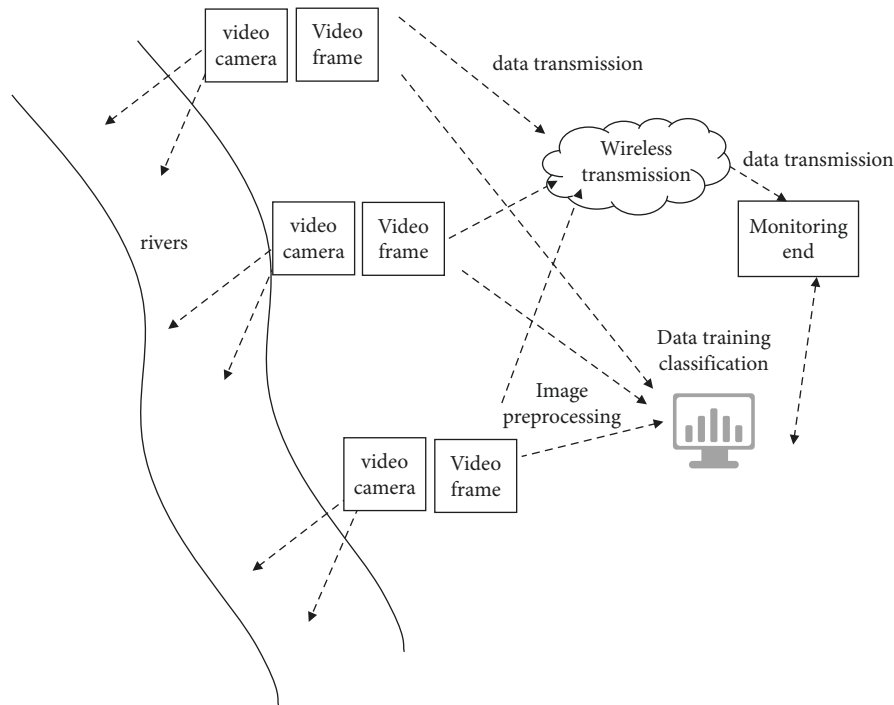 video
camera
Video
frame
data transmission
Wireless
transmission
data transmission
rivers
video
camera
Video
frame
Monitoring
end
Data training
classification
Image
preprocessing
video
camera
Video
frame